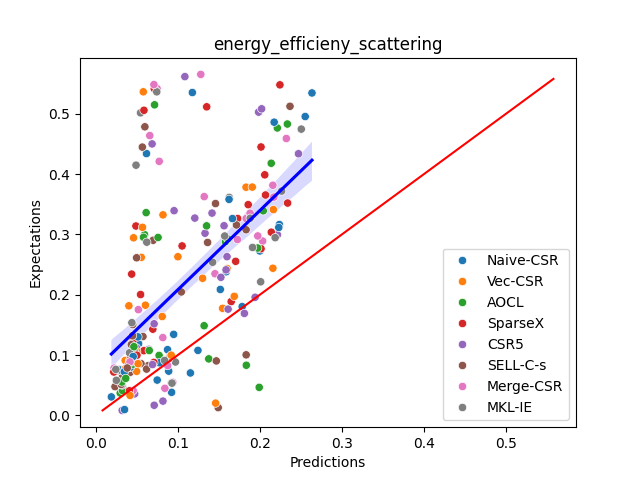 energy_efficieny_scattering
Expectations
0.5
0.4
0.3
0.2
0.1
0.0
0.0 0.1 0.2 0.3 0.4 0.5
Predictions
Naive-CSR
Vec-CSR
AOCL
SparseX
CSR5
SELL-C-s
Merge-CSR
MKL-IE